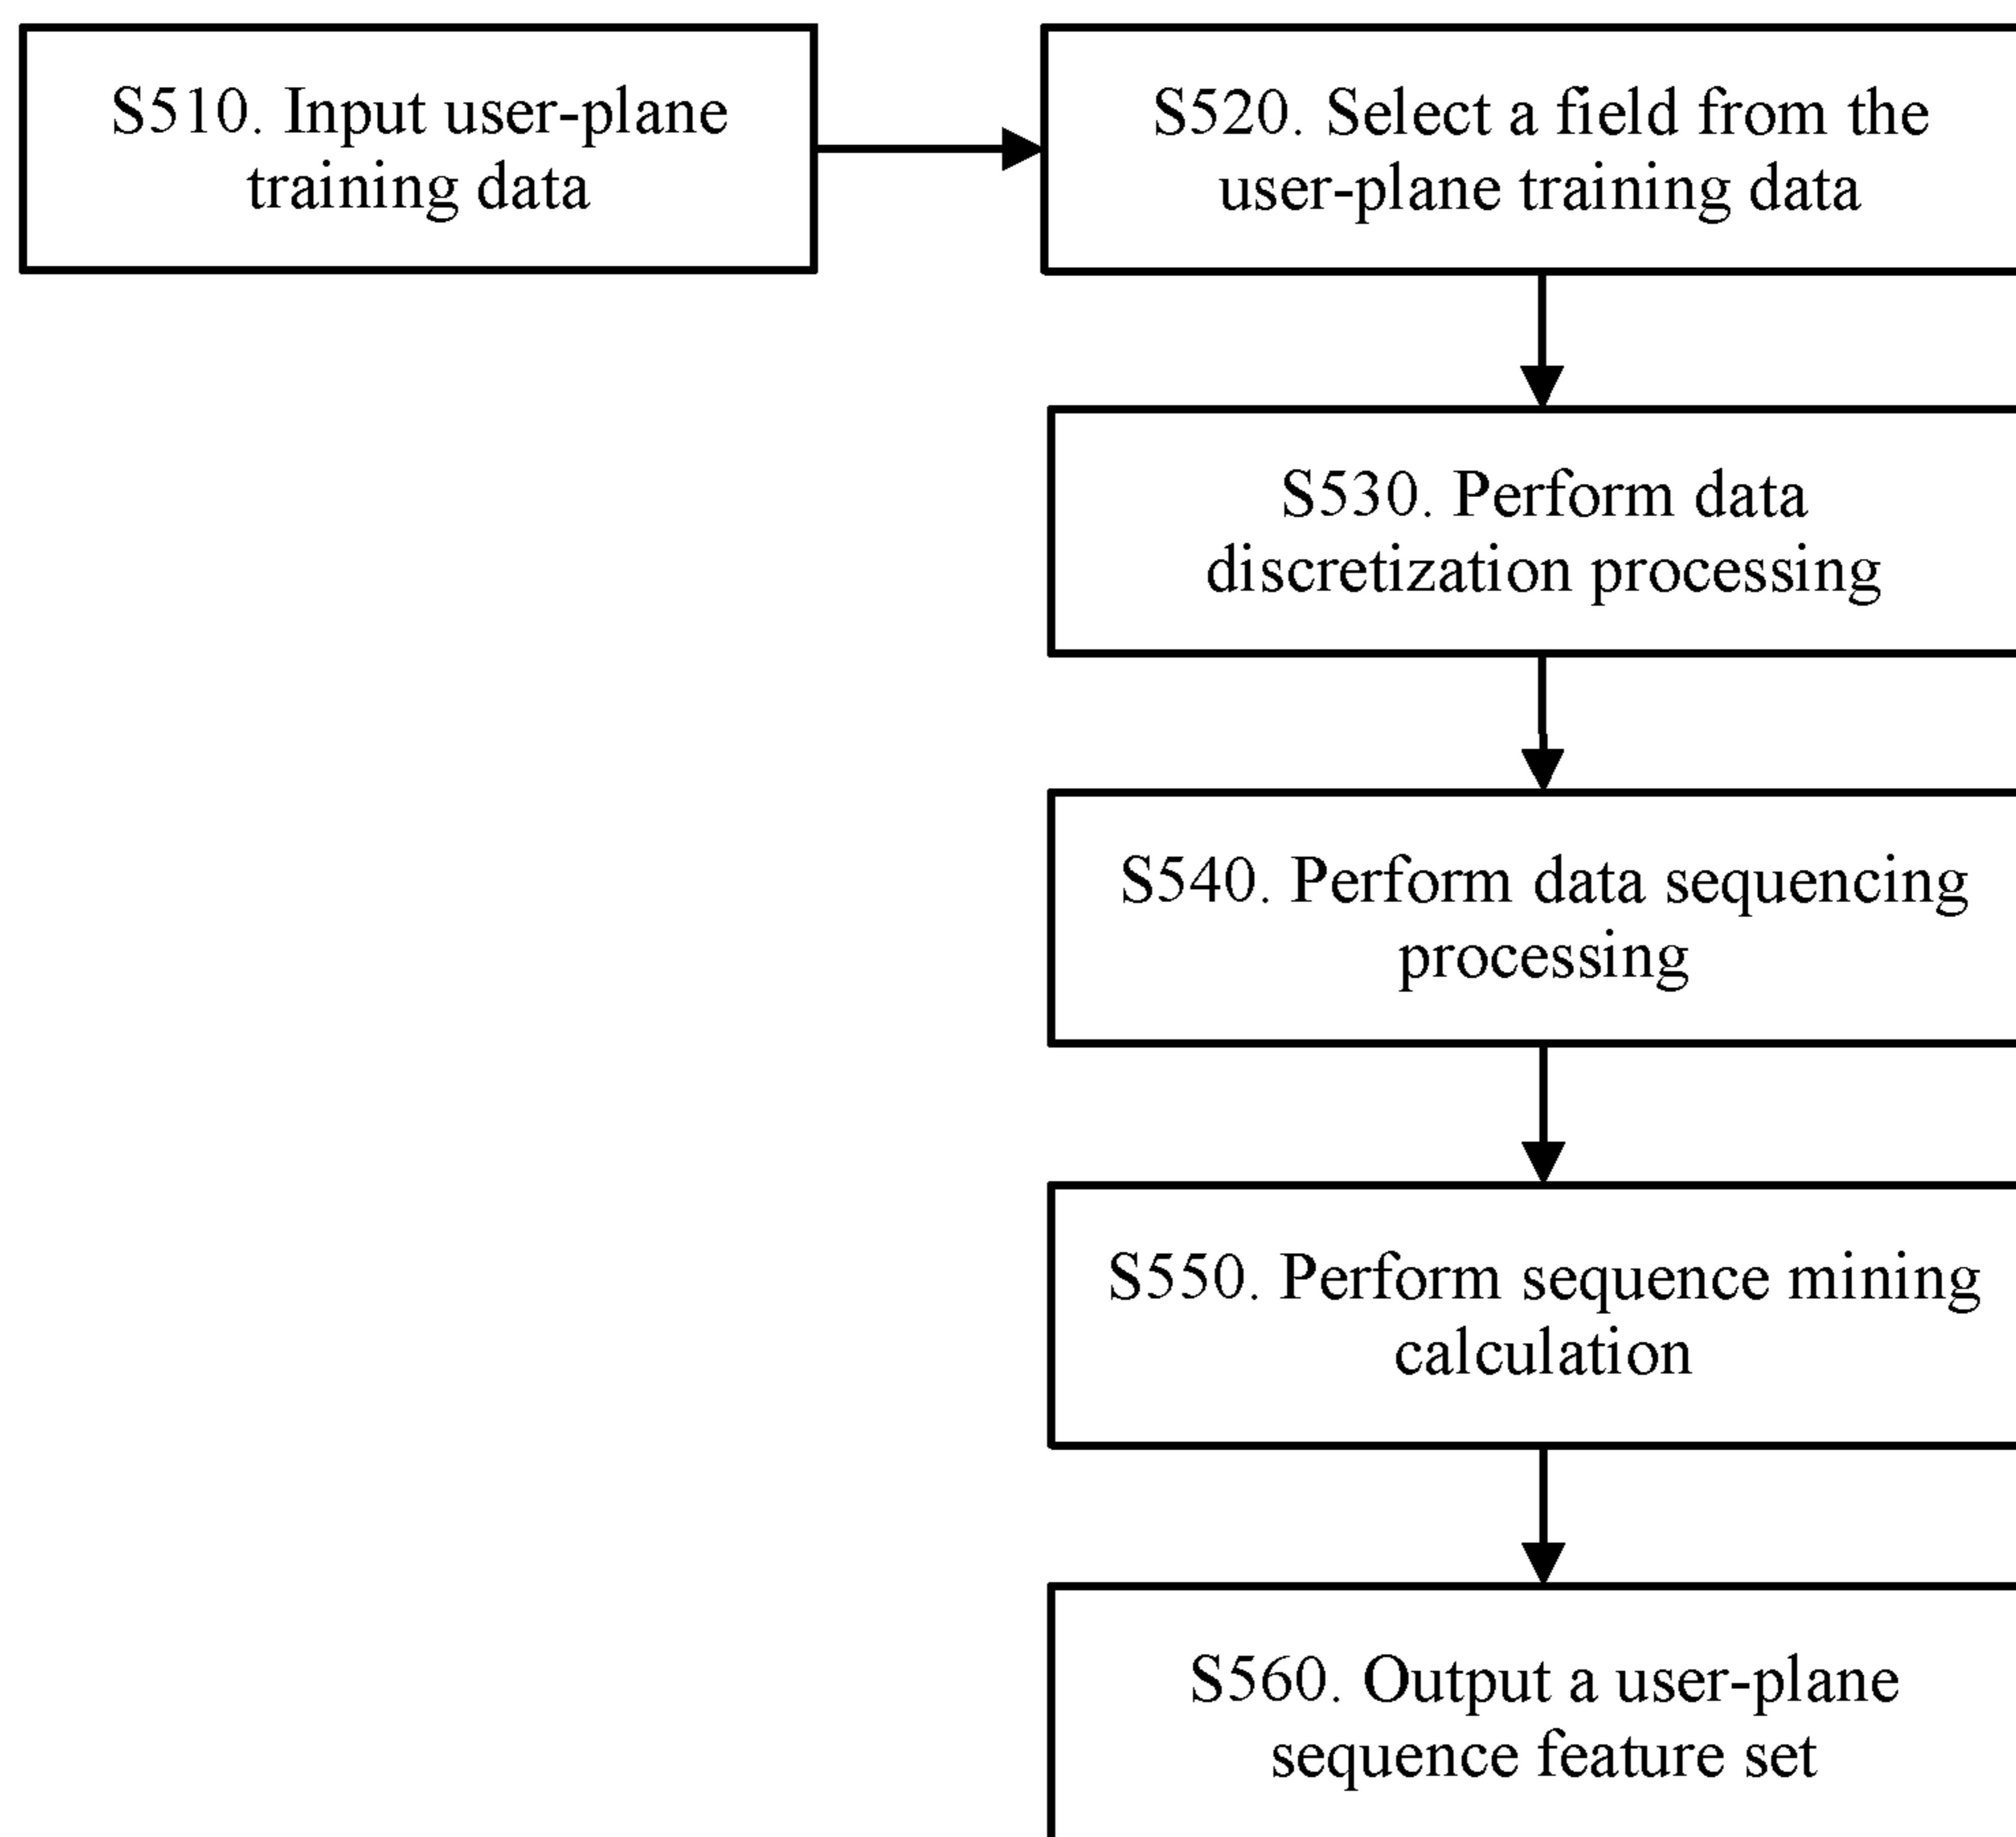 S510. Input user-plane
training data
S520. Select a field from the
user-plane training data
S530. Perform data
discretization processing
S540. Perform data sequencing
processing
S550. Perform sequence mining
calculation
S560. Output a user-plane
sequence feature set